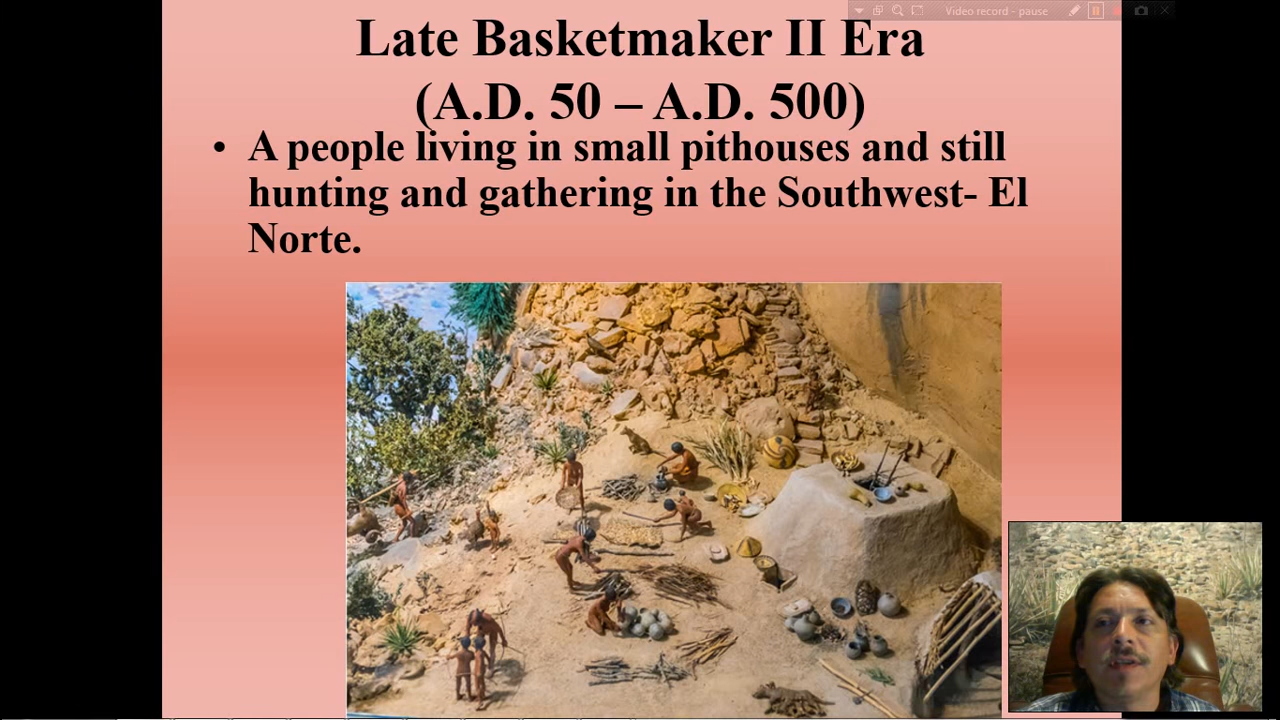 Video record - pause
Late Basketmaker II Era
(A.D. 50 – A.D. 500)
• A people living in small pithouses and still
hunting and gathering in the Southwest- El
Norte.